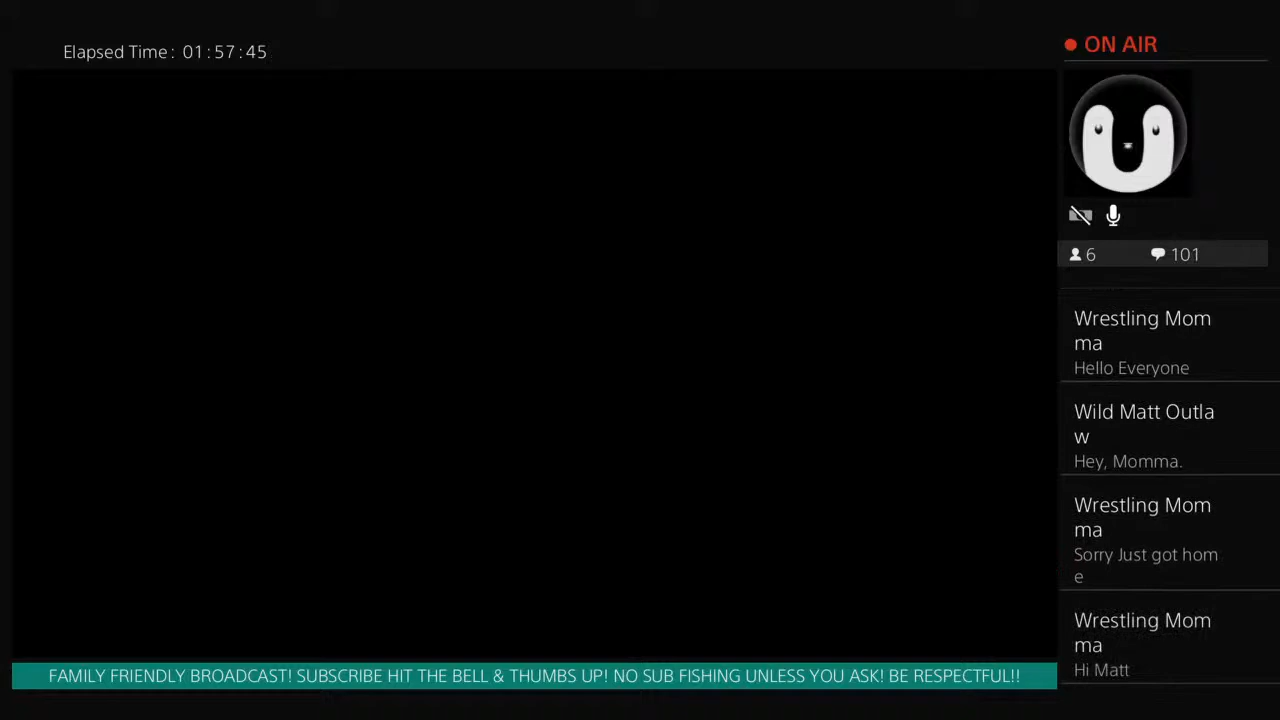 Elapsed Time: 01:57:45
ON AIR
6 101
Wrestling Mom
ma
Hello Everyone
Wild Matt Outla
w
Hey, Momma.
Wrestling Mom
ma
Sorry Just got hom
e
Wrestling Mom
ma
Hi Matt
FAMILY FRIENDLY BROADCAST! SUBSCRIBE HIT THE BELL & THUMBS UP! NO SUB FISHING UNLESS YOU ASK! BE RESPECTFUL!!